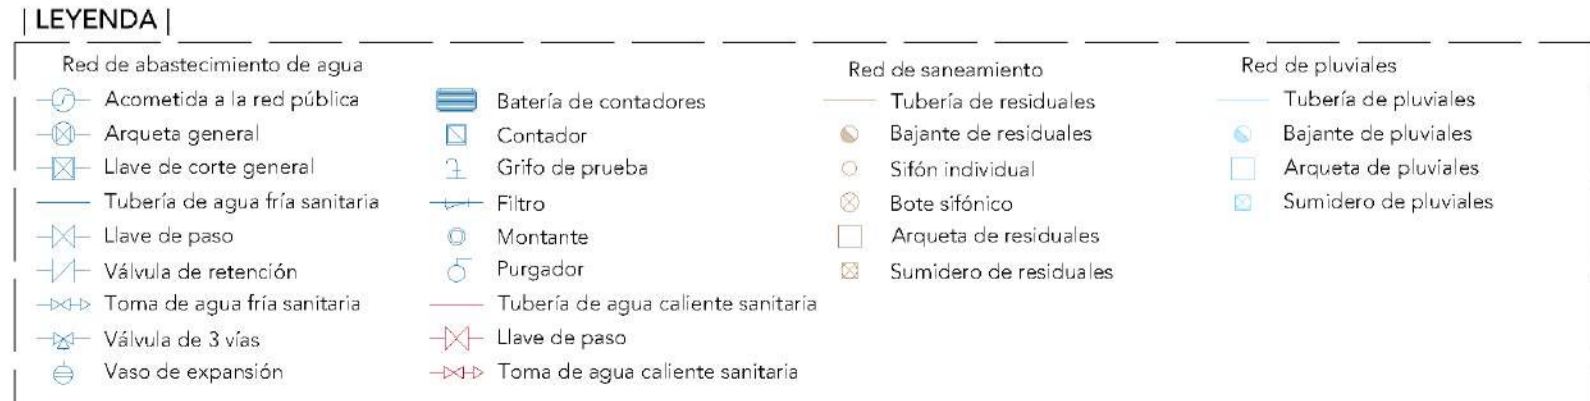 | LEYENDA |
Red de abastecimiento de agua
Acometida a la red pública
Arqueta general
Llave de corte general
Tubería de agua fría sanitaria
Llave de paso
Válvula de retención
Toma de agua fría sanitaria
Válvula de 3 vías
Vaso de expansión
Batería de contadores
Contador
Grifo de prueba
Filtro
Montante
Purgador
Tubería de agua caliente sanitaria
Llave de paso
Toma de agua caliente sanitaria
Red de saneamiento
Tubería de residuales
Bajante de residuales
Sifón individual
Bote sifónico
Arqueta de residuales
Sumidero de residuales
Red de pluviales
Tubería de pluviales
Bajante de pluviales
Arqueta de pluviales
Sumidero de pluviales